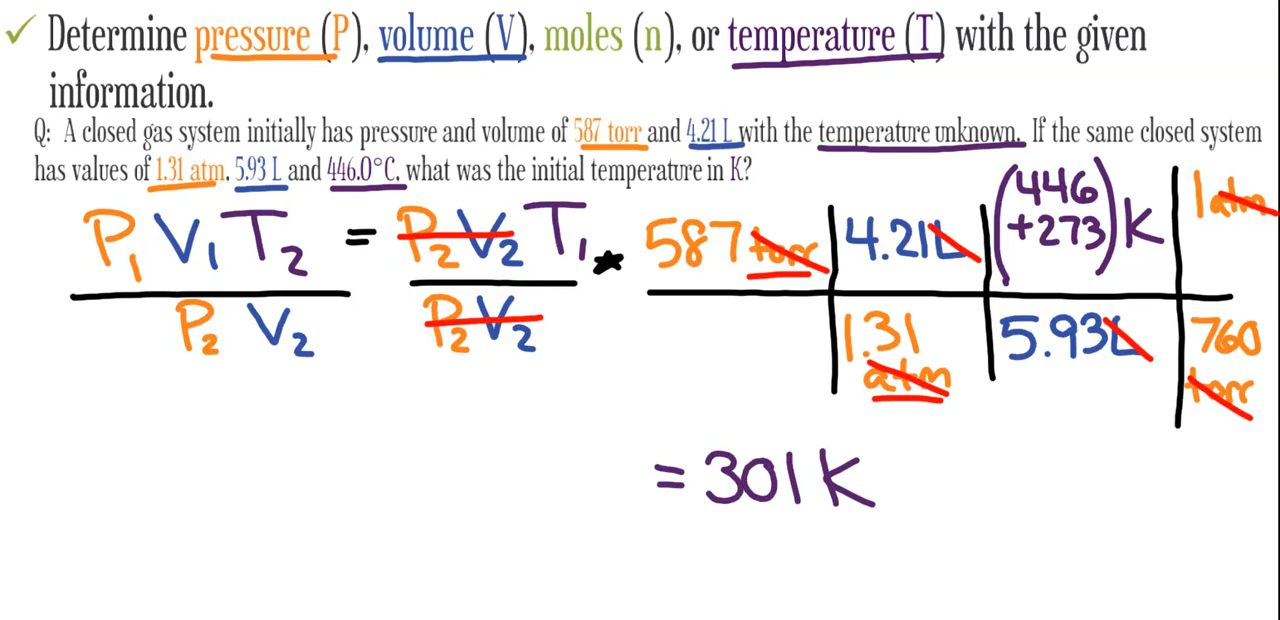 ✓ Determine pressure (P), volume (V), moles (n), or temperature (T) with the given
information.
Q: A closed gas system initially has pressure and volume of 587 torr and 4.21 L with the temperature unknown. If the same closed system
has values of 1.31 atm, 5.93 L and 446.0°C, what was the initial temperature in K?
P₁ V₁ T₂ = P₂ V₂ T₁ * 587 torr 4.21 L (446 +273) K 1 atm
P₂ V₂ P₂ V₂ 1.31 atm 5.93 L 760 torr
= 301 K